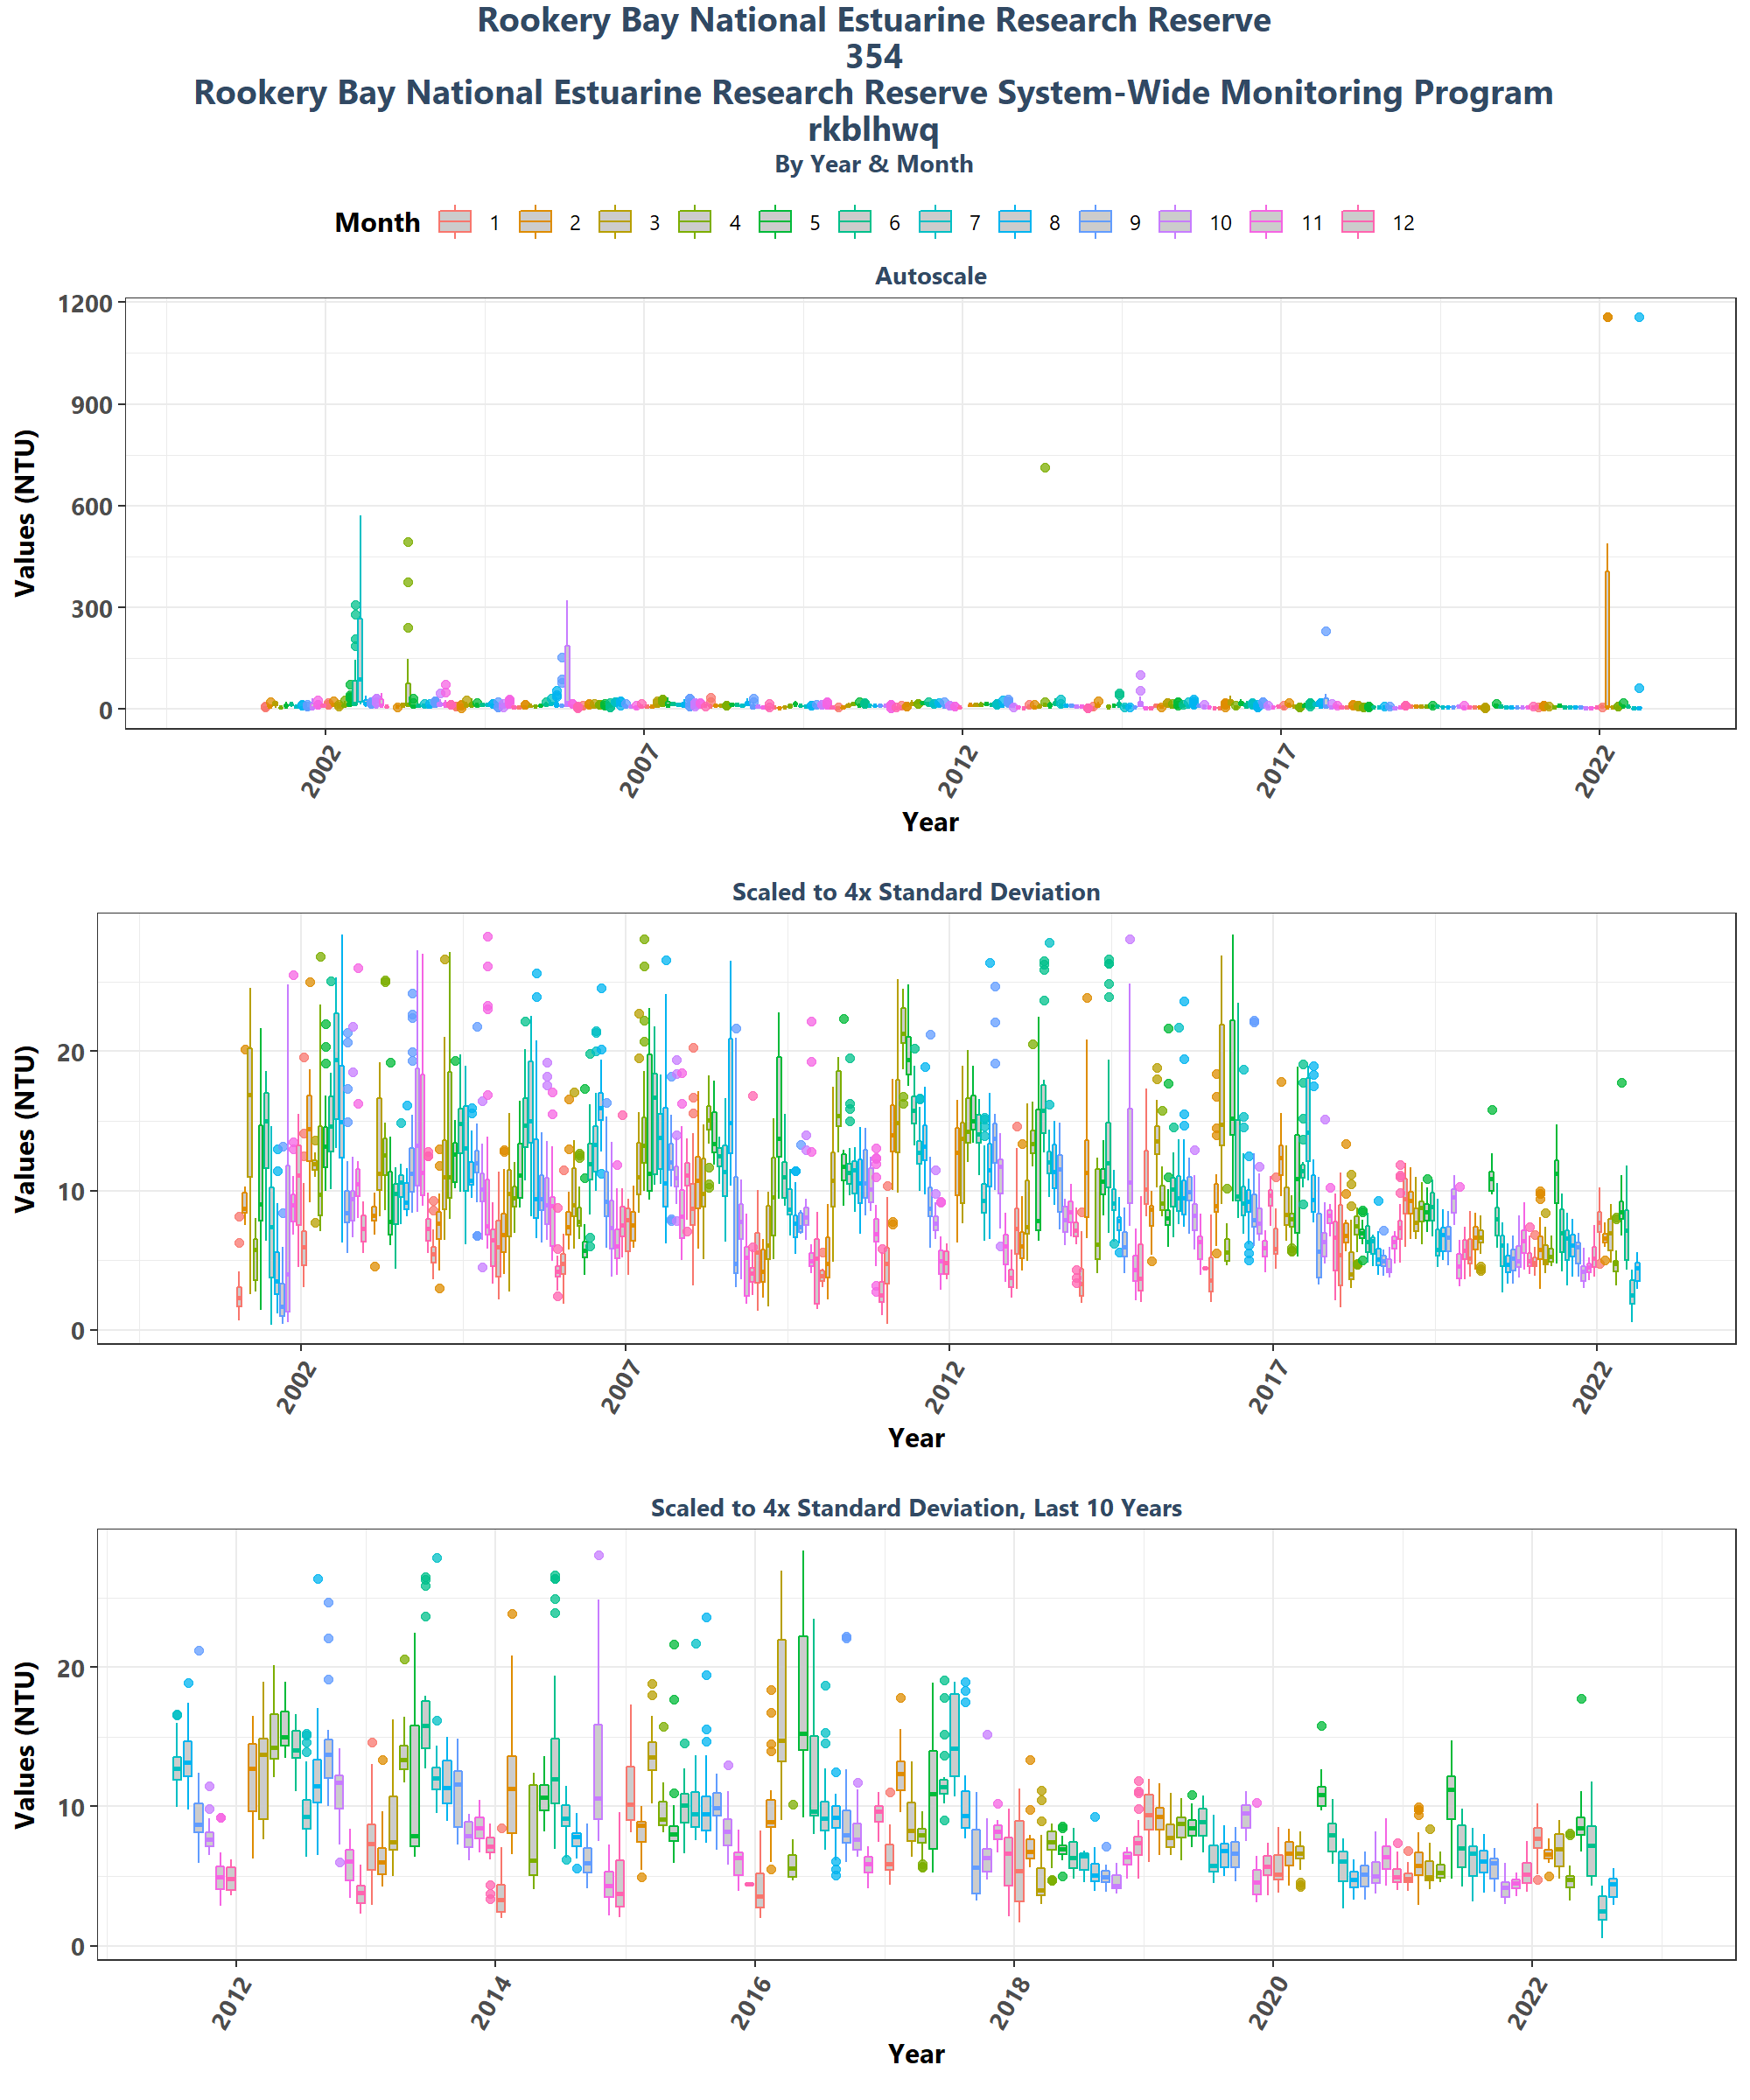 Rookery Bay National Estuarine Research Reserve
354
Rookery Bay National Estuarine Research Reserve System-Wide Monitoring Program
rkblhwq
By Year & Month
Month 1 2 3 4 5 6 7 8 9 10 11 12
Autoscale
1200
900
600
300
0
Values (NTU)
2002 2007 2012 2017 2022
Year
Scaled to 4x Standard Deviation
20
10
0
Values (NTU)
2002 2007 2012 2017 2022
Year
Scaled to 4x Standard Deviation, Last 10 Years
20
10
0
Values (NTU)
2012 2014 2016 2018 2020 2022
Year